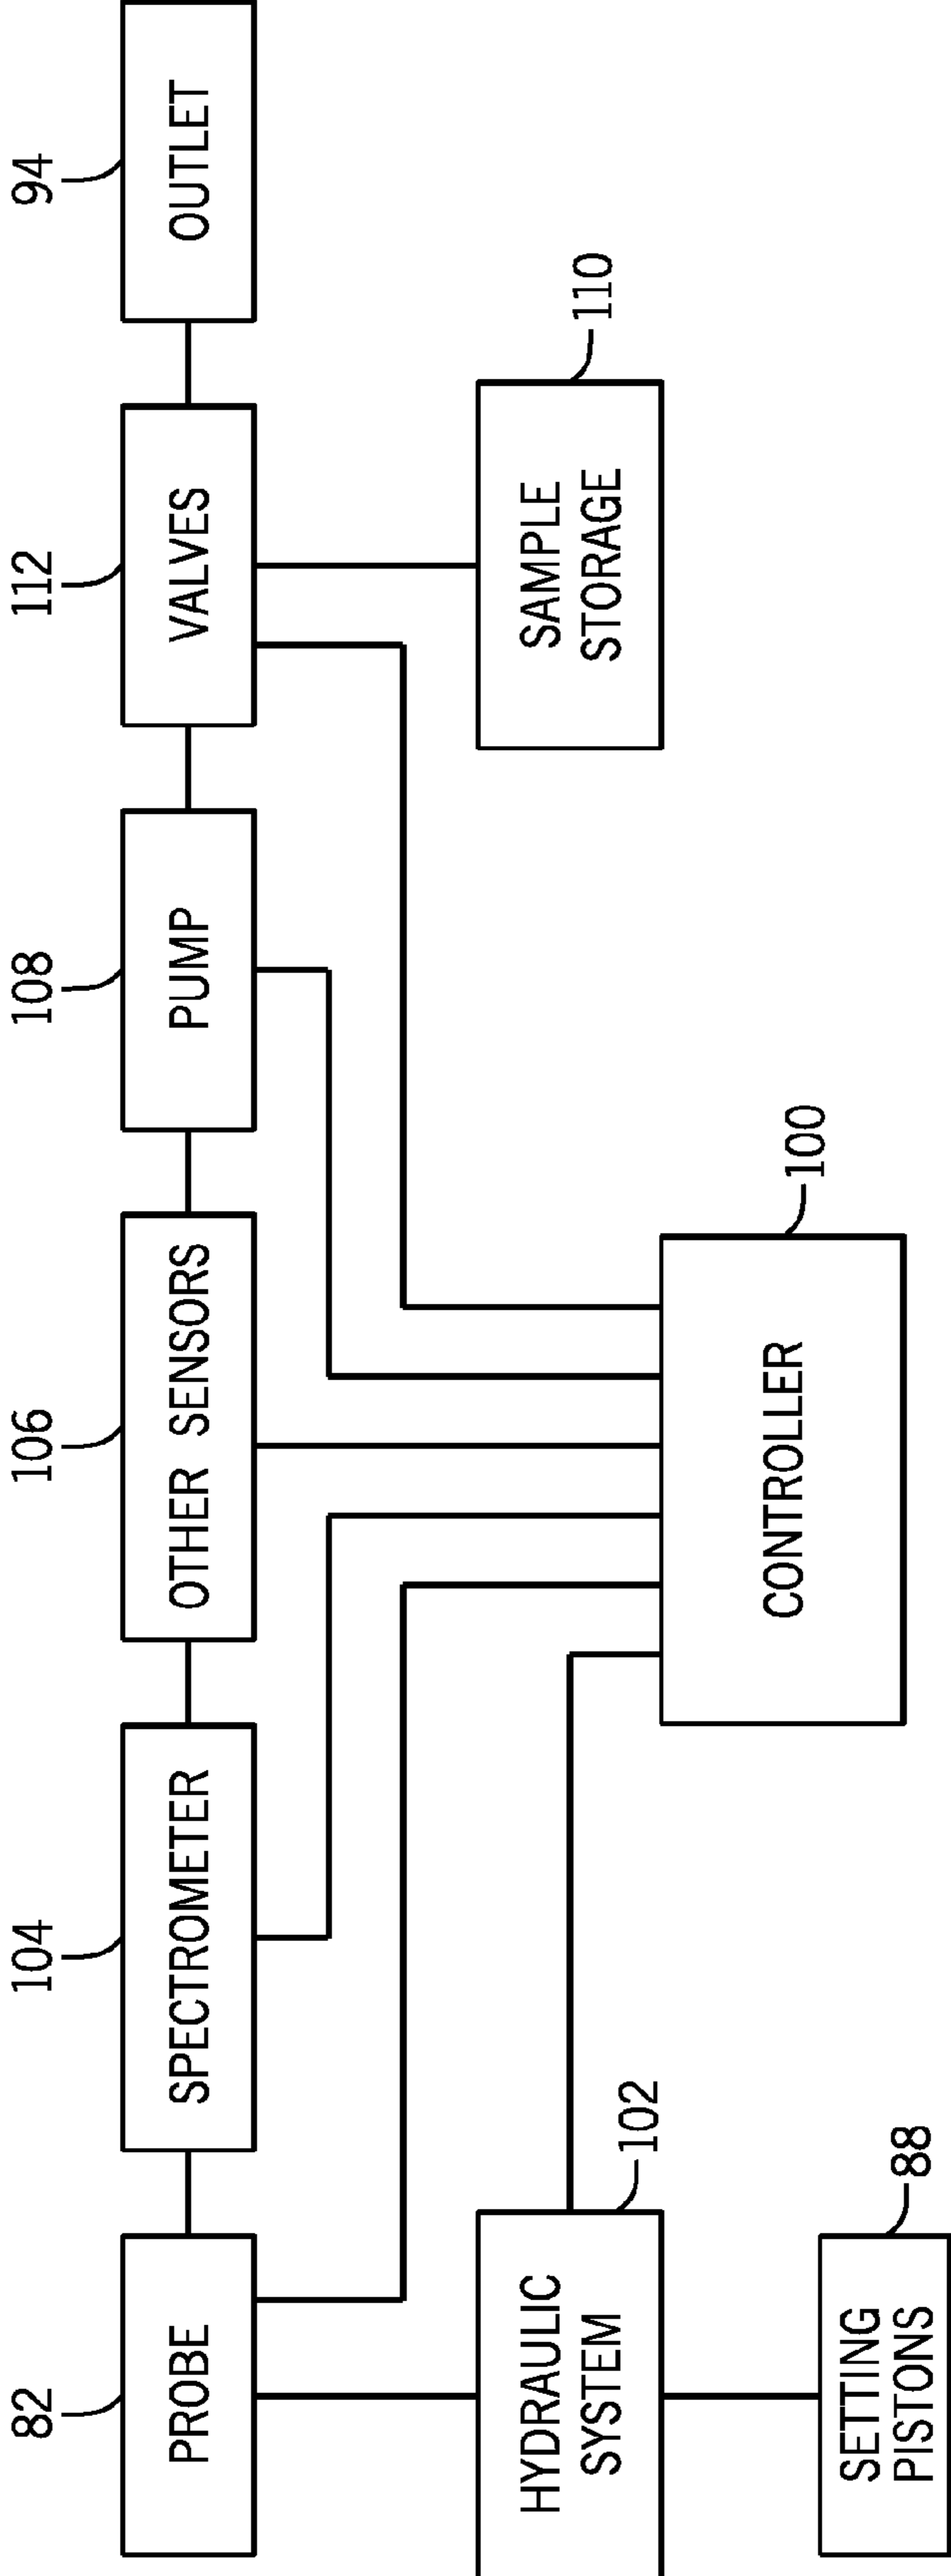 82
104
106
108
112
94
PROBE
SPECTROMETER
OTHER SENSORS
PUMP
VALVES
OUTLET
102
110
HYDRAULIC
SYSTEM
SAMPLE
STORAGE
100
CONTROLLER
88
SETTING
PISTONS